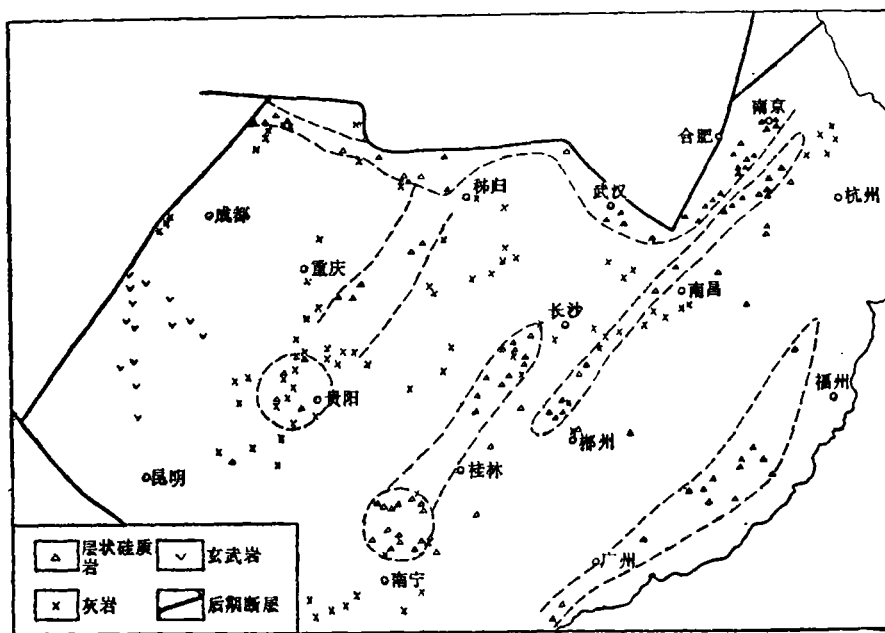 南京
合肥
杭州
武汉
秭归
成都
重庆
南昌
长沙
福州
贵阳
郴州
桂林
昆明
广州
南宁
层状硅质岩
玄武岩
灰岩
后期断层